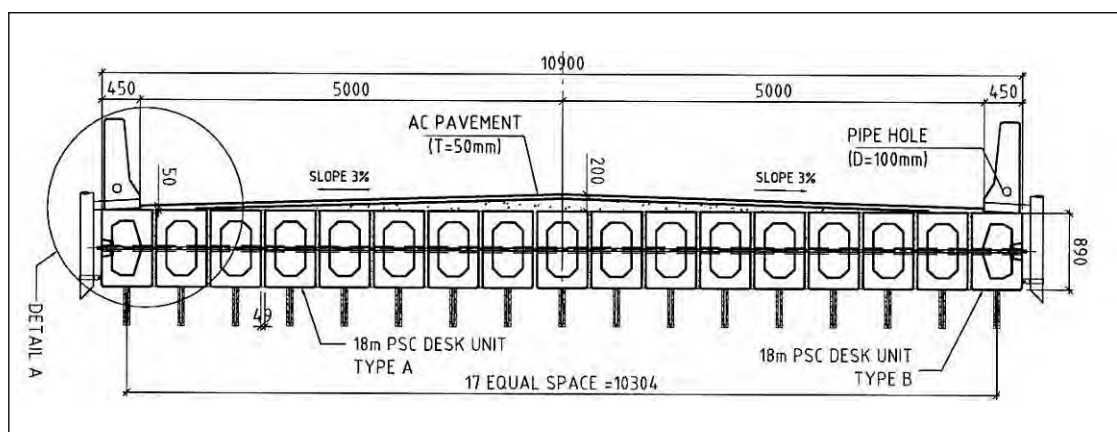 10900
450
5000
5000
450
AC PAVEMENT
(T=50mm)
PIPE HOLE
(D=100mm)
50
SLOPE 3%
200
SLOPE 3%
890
DETAIL A
49
18m PSC DESK UNIT
TYPE A
18m PSC DESK UNIT
TYPE B
17 EQUAL SPACE =10304